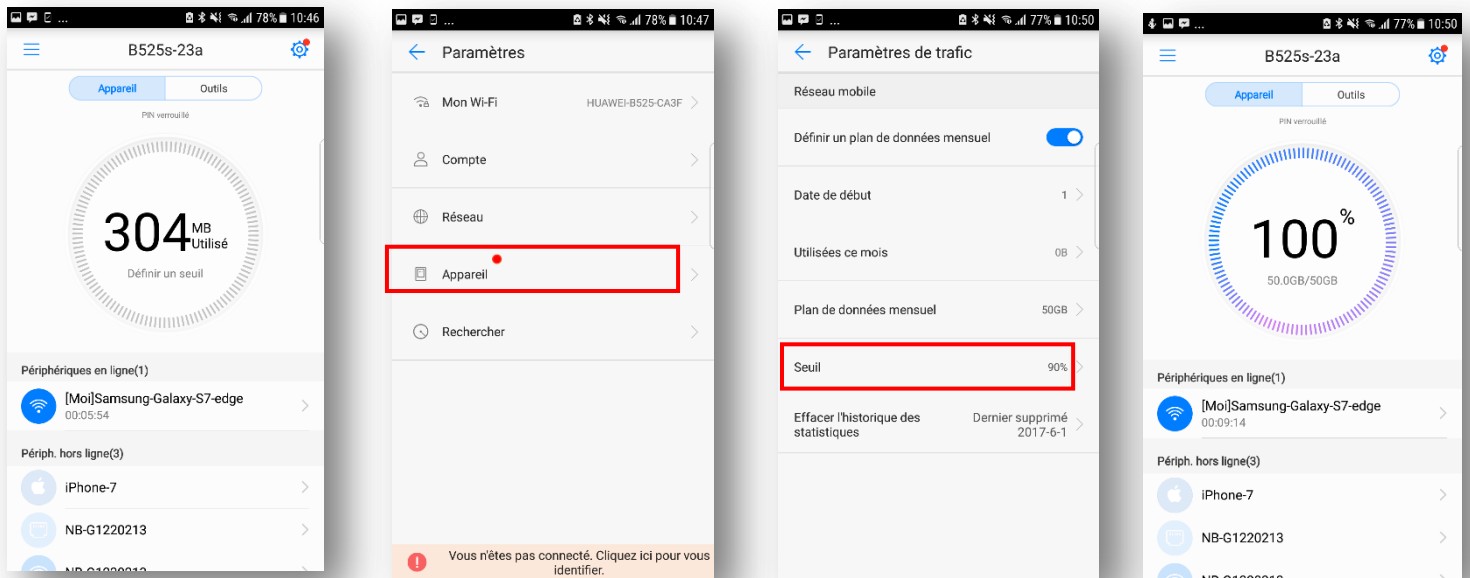 ... 78% 10:46
B525s-23a
Appareil Outils
PIN verrouillé
304 MB Utilisé
Définir un seuil
Périphériques en ligne(1)
[Moi]Samsung-Galaxy-S7-edge
00:05:54
Périph. hors ligne(3)
iPhone-7
NB-G1220213
... 78% 10:47
Paramètres
Mon Wi-Fi HUAWEI-B525-CA3F
Compte
Réseau
Appareil
Rechercher
Vous n'êtes pas connecté. Cliquez ici pour vous
identifier.
... 77% 10:50
Paramètres de trafic
Réseau mobile
Définir un plan de données mensuel
Date de début 1
Utilisées ce mois 0B
Plan de données mensuel 50GB
Seuil 90%
Effacer l'historique des
statistiques
Dernier supprimé
2017-6-1
... 77% 10:50
B525s-23a
Appareil Outils
PIN verrouillé
100%
50.0GB/50GB
Périphériques en ligne(1)
[Moi]Samsung-Galaxy-S7-edge
00:09:14
Périph. hors ligne(3)
iPhone-7
NB-G1220213